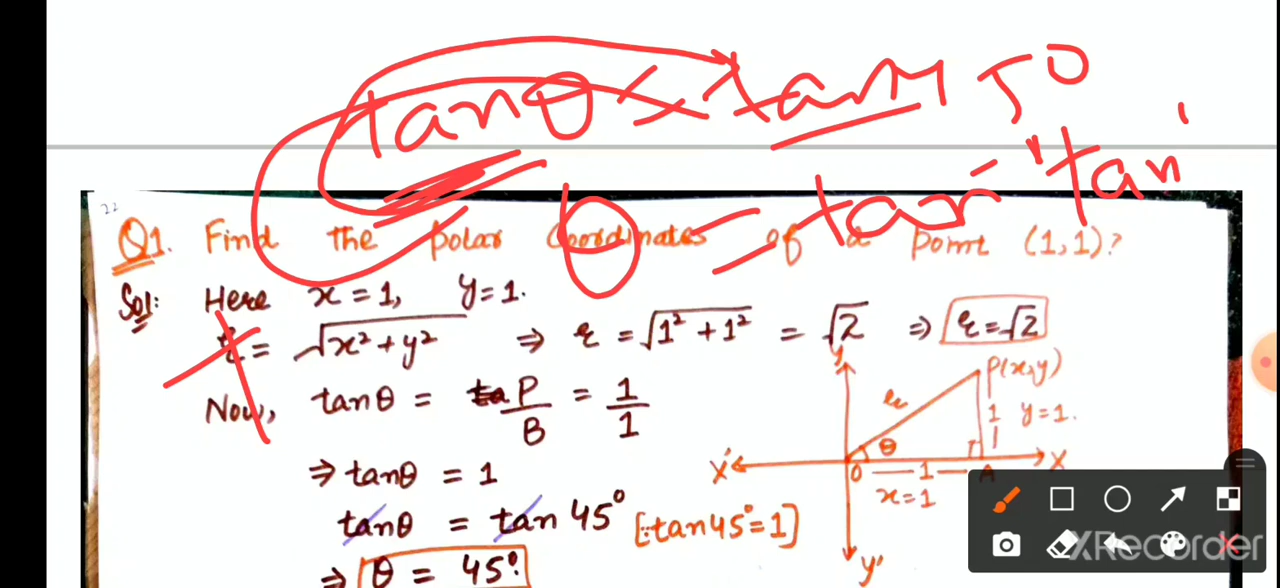 tanθ × tan45°
θ = tan⁻¹ tan
22
Q1. Find the polar coordinates of a point (1,1)?
Sol: Here x = 1, y = 1.
r = √x² + y² ⇒ r = √1² + 1² = √2 ⇒ r = √2
Now, tanθ = P/B = 1/1
⇒ tanθ = 1
tanθ = tan 45° [∵ tan45° = 1]
⇒ θ = 45°.
Y
P(x,y)
r
1 y = 1.
θ
X' O 1 A X
x = 1
Y'
XRecorder